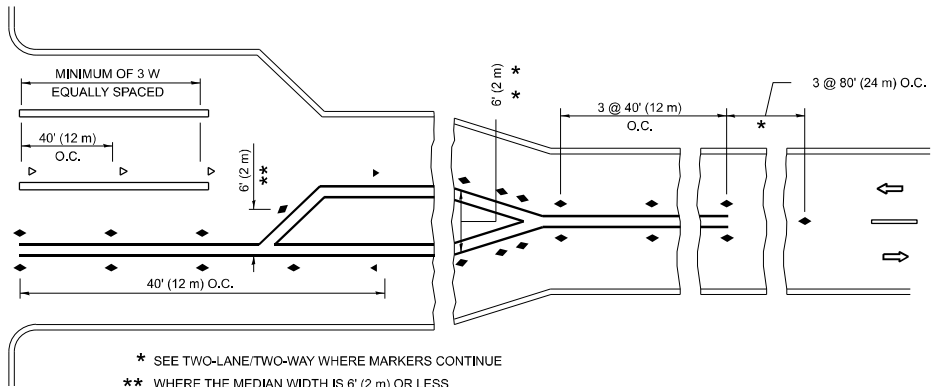 MINIMUM OF 3 W
EQUALLY SPACED
40' (12 m)
O.C.
6' (2 m)
**
40' (12 m) O.C.
6' (2 m)
*
*
3 @ 40' (12 m)
O.C.
3 @ 80' (24 m) O.C.
*
* SEE TWO-LANE/TWO-WAY WHERE MARKERS CONTINUE
** WHERE THE MEDIAN WIDTH IS 6' (2 m) OR LESS